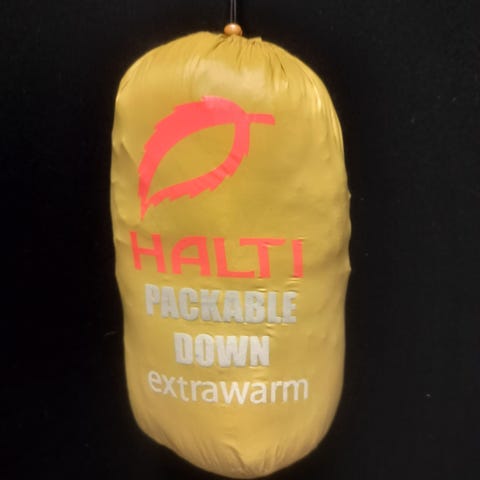 HALTI
PACKABLE
DOWN
extrawarm